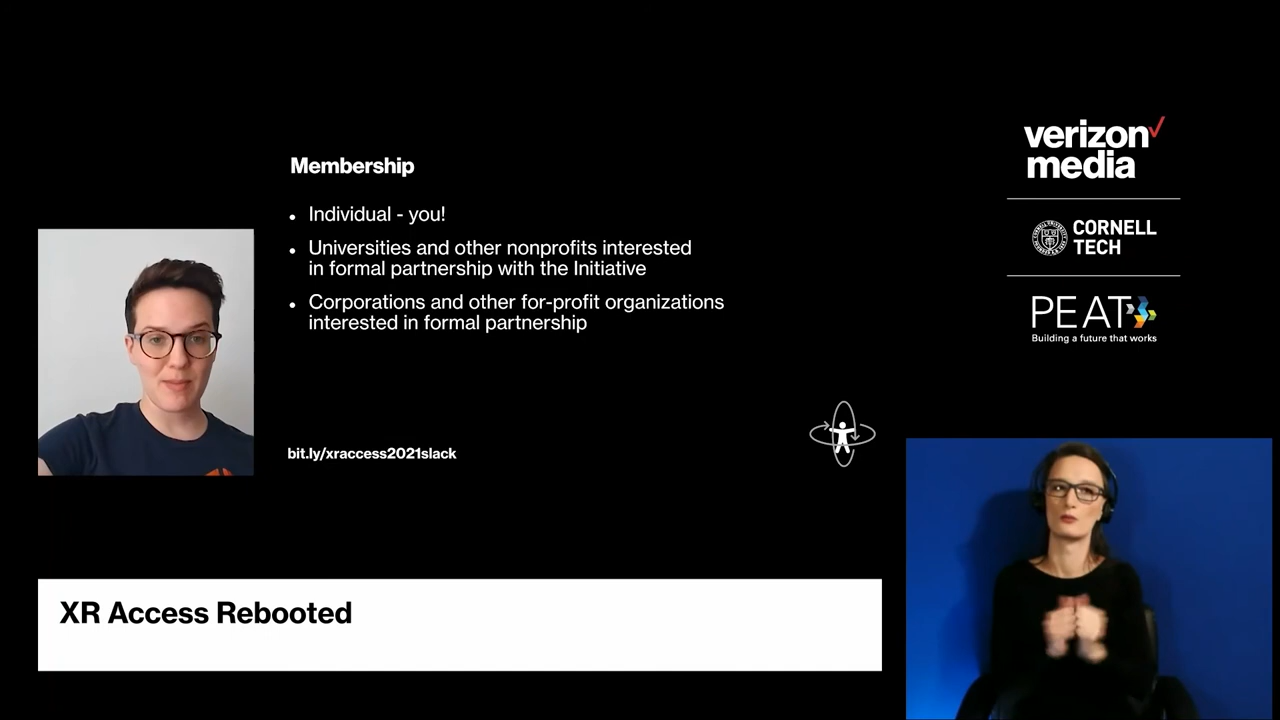 verizon✓
media
Membership
• Individual - you!
CORNELL
TECH
• Universities and other nonprofits interested
in formal partnership with the Initiative
• Corporations and other for-profit organizations
interested in formal partnership
PEAT
Building a future that works
bit.ly/xraccess2021slack
XR Access Rebooted